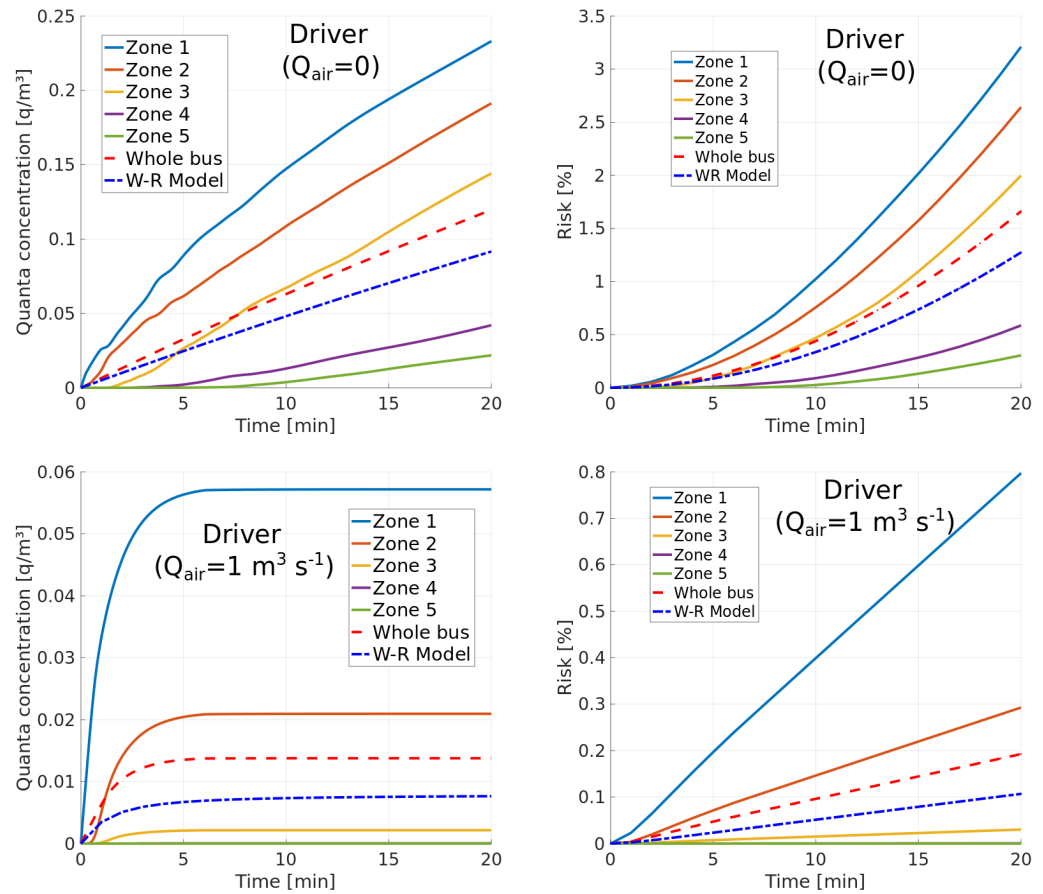 Quanta concentration [q/m³]
0.25
0.2
0.15
0.1
0.05
0
Driver
(Qair=0)
Zone 1
Zone 2
Zone 3
Zone 4
Zone 5
Whole bus
W-R Model
0 5 10 15 20
Time [min]
Risk [%]
3.5
3
2.5
2
1.5
1
0.5
0
Driver
(Qair=0)
Zone 1
Zone 2
Zone 3
Zone 4
Zone 5
Whole bus
WR Model
0 5 10 15 20
Time [min]
Quanta concentration [q/m³]
0.06
0.05
0.04
0.03
0.02
0.01
0
Driver
(Qair=1 m³ s⁻¹)
Zone 1
Zone 2
Zone 3
Zone 4
Zone 5
Whole bus
W-R Model
0 5 10 15 20
Time [min]
Risk [%]
0.8
0.7
0.6
0.5
0.4
0.3
0.2
0.1
0
Driver
(Qair=1 m³ s⁻¹)
Zone 1
Zone 2
Zone 3
Zone 4
Zone 5
Whole bus
W-R Model
0 5 10 15 20
Time [min]